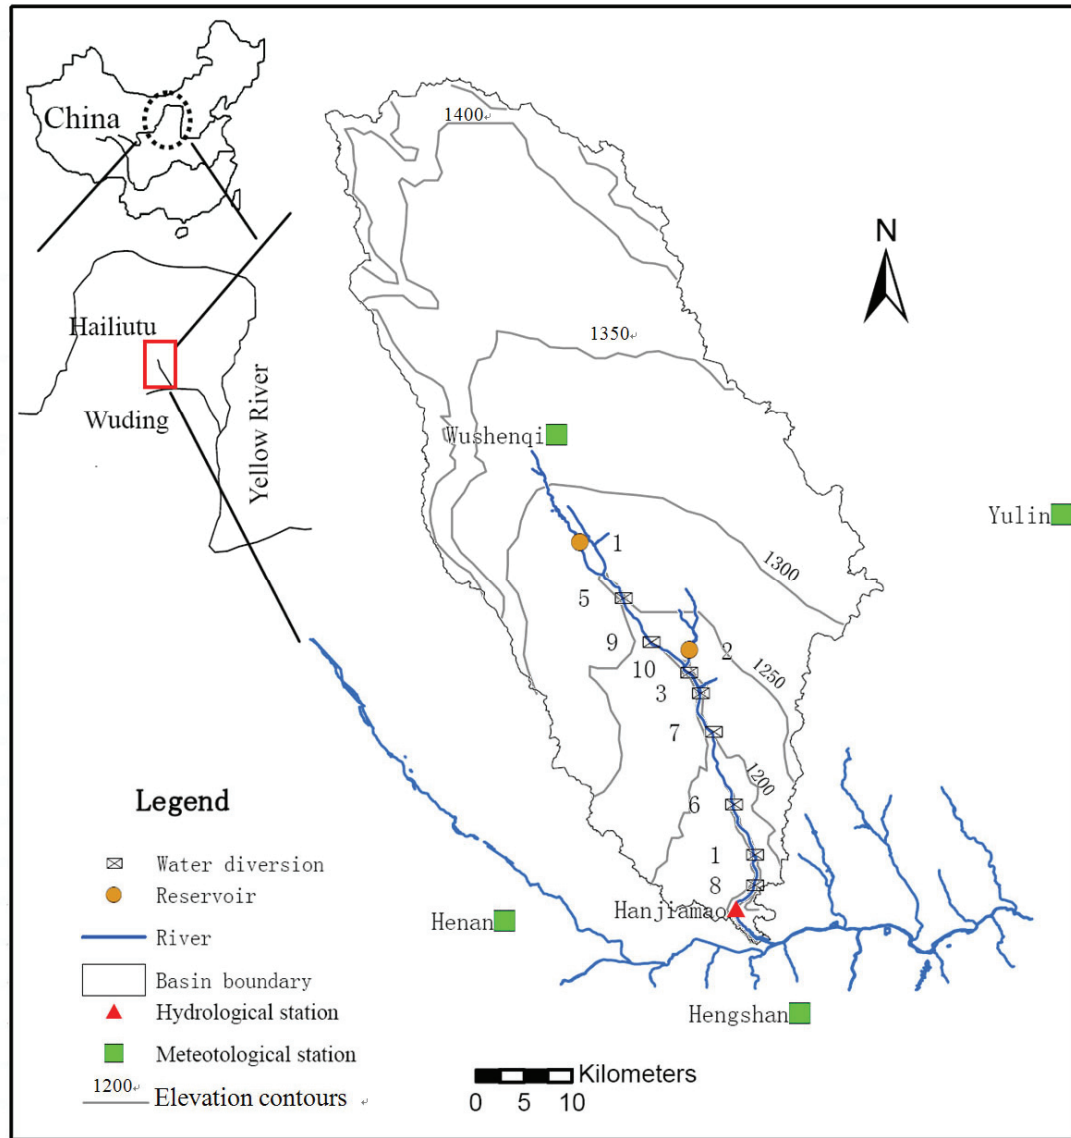 China
Hailiutu
Wuding
Yellow River
N
1400
1350
Wushenqi
Yulin
1300
1
5
9
2
10
1250
3
7
1200
6
1
8
Hanjiamao
Henan
Hengshan
Legend
Water diversion
Reservoir
River
Basin boundary
Hydrological station
Meteotological station
1200 Elevation contours
Kilometers
0 5 10